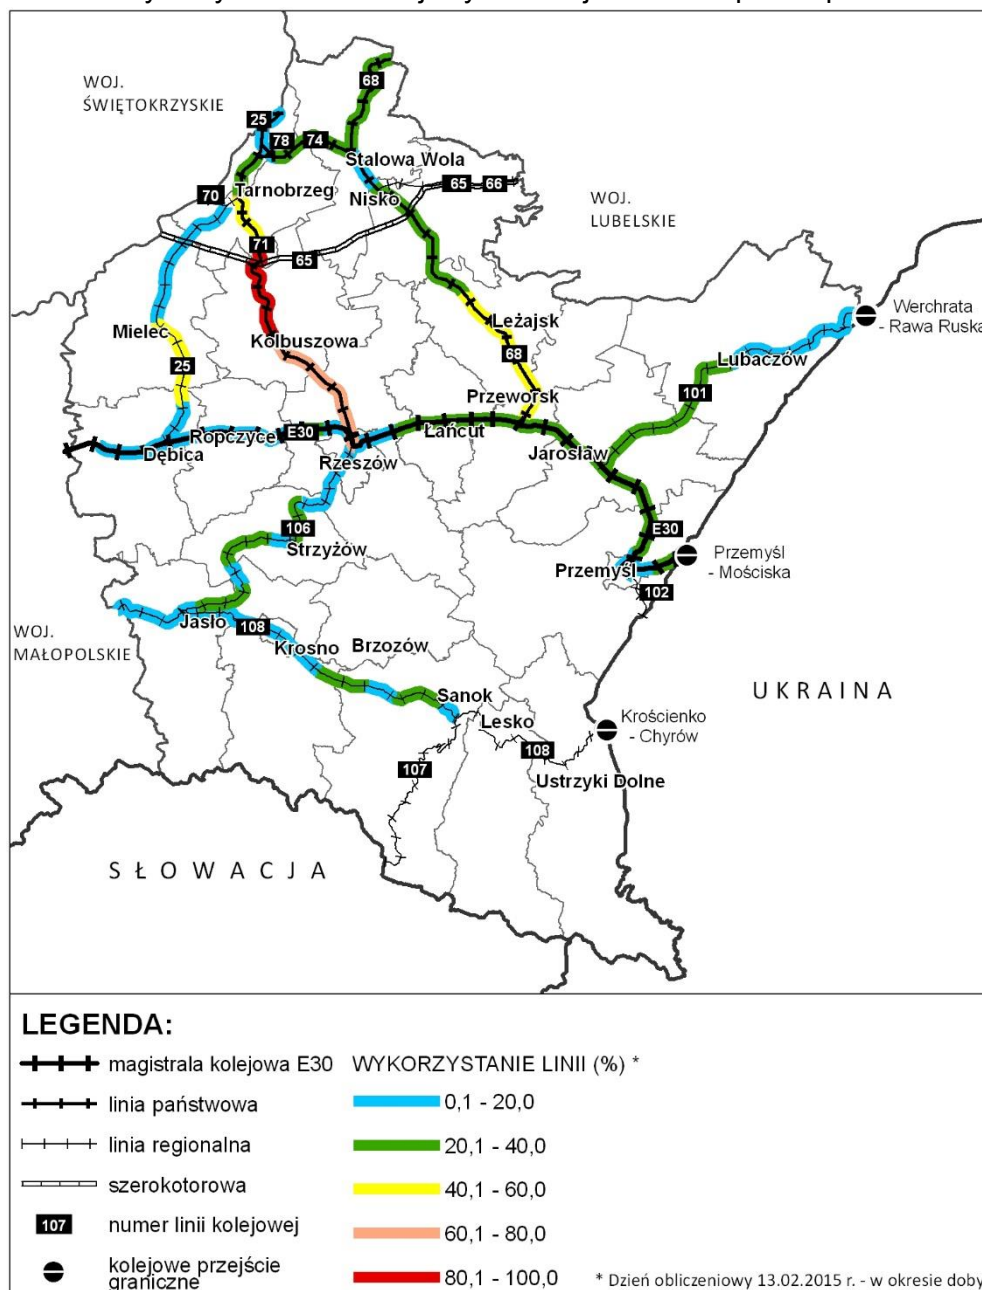 WOJ.
ŚWIĘTOKRZYSKIE
68
25
78
74
Stalowa Wola
65
66
70
Tarnobrzeg
Nisko
WOJ.
LUBELSKIE
71
65
Werchrata
- Rawa Ruska
Mielec
Kolbuszowa
Leżajsk
68
Lubaczów
25
101
Przeworsk
Ropczyce
E30
Łańcut
Dębica
Rzeszów
Jarosław
106
Strzyżów
E30
Przemyśl
Przemyśl
- Mościska
102
Jasło
108
WOJ.
MAŁOPOLSKIE
Krosno
Brzozów
Sanok
UKRAINA
Lesko
Krościenko
- Chyrów
108
107
Ustrzyki Dolne
SŁOWACJA
LEGENDA:
magistrala kolejowa E30
linia państwowa
linia regionalna
szerokotorowa
107 numer linii kolejowej
kolejowe przejście
graniczne
WYKORZYSTANIE LINII (%) *
0,1 - 20,0
20,1 - 40,0
40,1 - 60,0
60,1 - 80,0
80,1 - 100,0
* Dzień obliczeniowy 13.02.2015 r. - w okresie doby